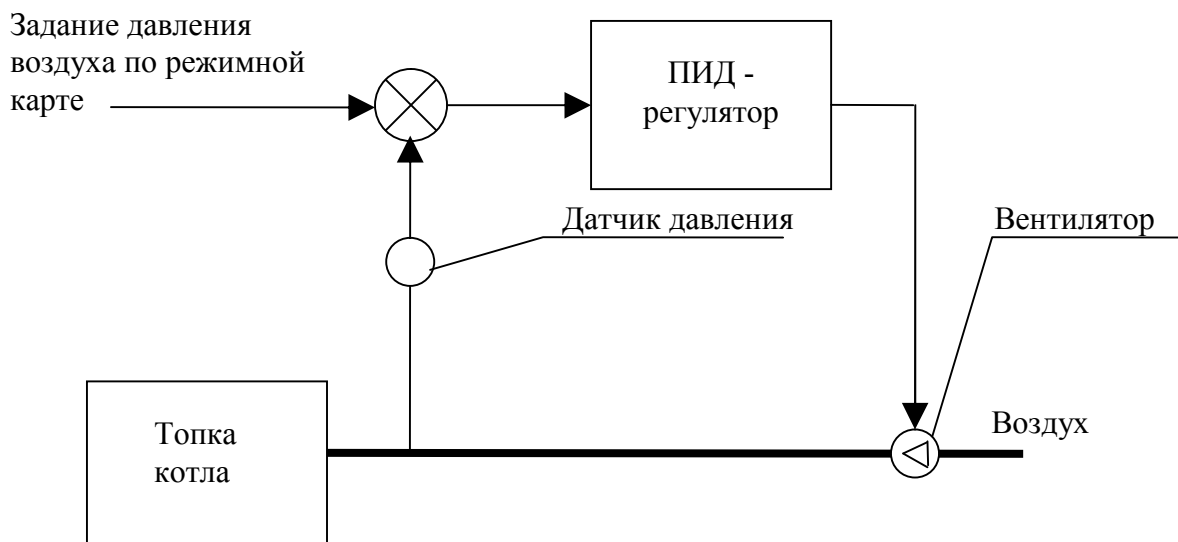 Задание давления
воздуха по режимной
карте
ПИД -
регулятор
Датчик давления
Вентилятор
Воздух
Топка
котла